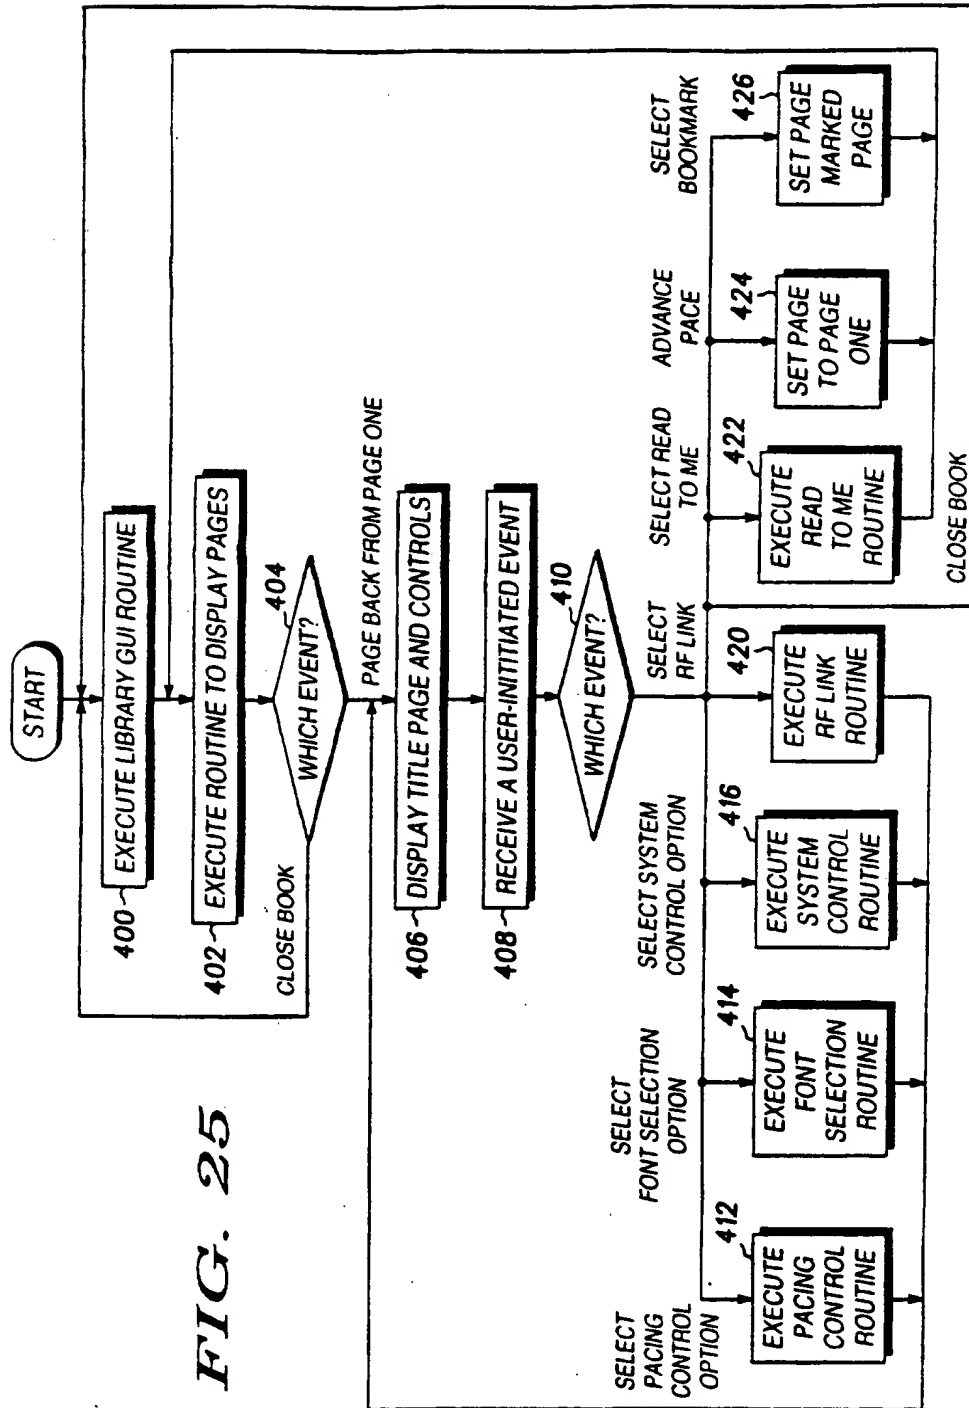 START
400
EXECUTE LIBRARY GUI ROUTINE
402
EXECUTE ROUTINE TO DISPLAY PAGES
404
WHICH EVENT?
CLOSE BOOK
PAGE BACK FROM PAGE ONE
406
DISPLAY TITLE PAGE AND CONTROLS
408
RECEIVE A USER-INITITIATED EVENT
410
WHICH EVENT?
SELECT
PACING
CONTROL
OPTION
412
EXECUTE
PACING
CONTROL
ROUTINE
SELECT
FONT SELECTION
OPTION
414
EXECUTE
FONT
SELECTION
ROUTINE
SELECT SYSTEM
CONTROL OPTION
416
EXECUTE
SYSTEM
CONTROL
ROUTINE
SELECT
RF LINK
420
EXECUTE
RF LINK
ROUTINE
SELECT READ
TO ME
422
EXECUTE
READ
TO ME
ROUTINE
ADVANCE
PACE
424
SET PAGE
TO PAGE
ONE
SELECT
BOOKMARK
426
SET PAGE
MARKED
PAGE
CLOSE BOOK
FIG. 25